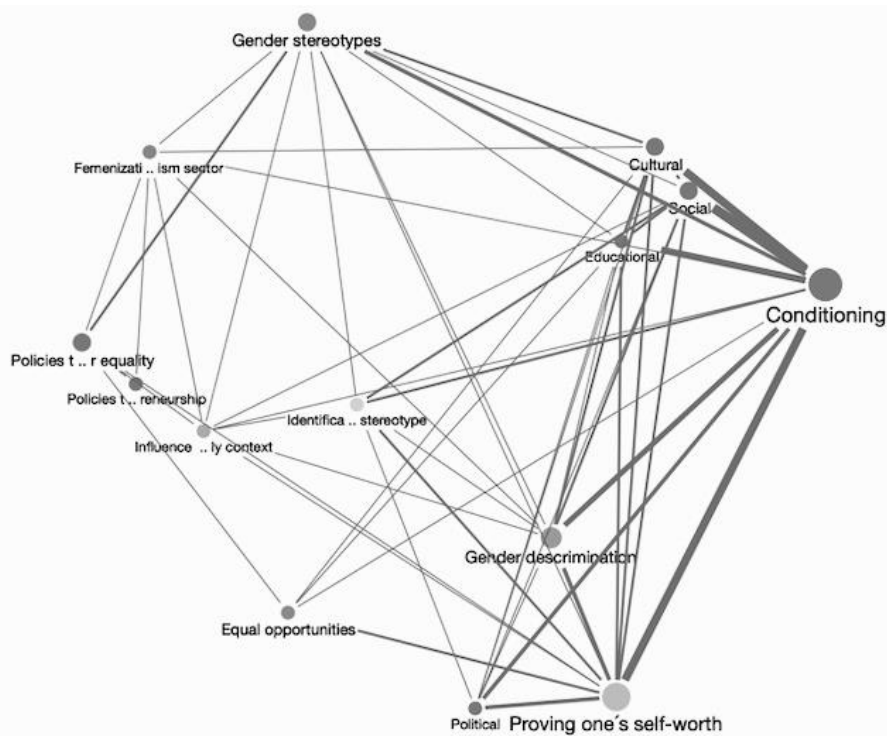 Gender stereotypes
Cultural
Femenizati .. ism sector
Social
Educational
Conditioning
Policies t .. r equality
Policies t .. reneurship
Identifica .. stereotype
Influence .. ly context
Gender descrimination
Equal opportunities
Political
Proving one´s self-worth